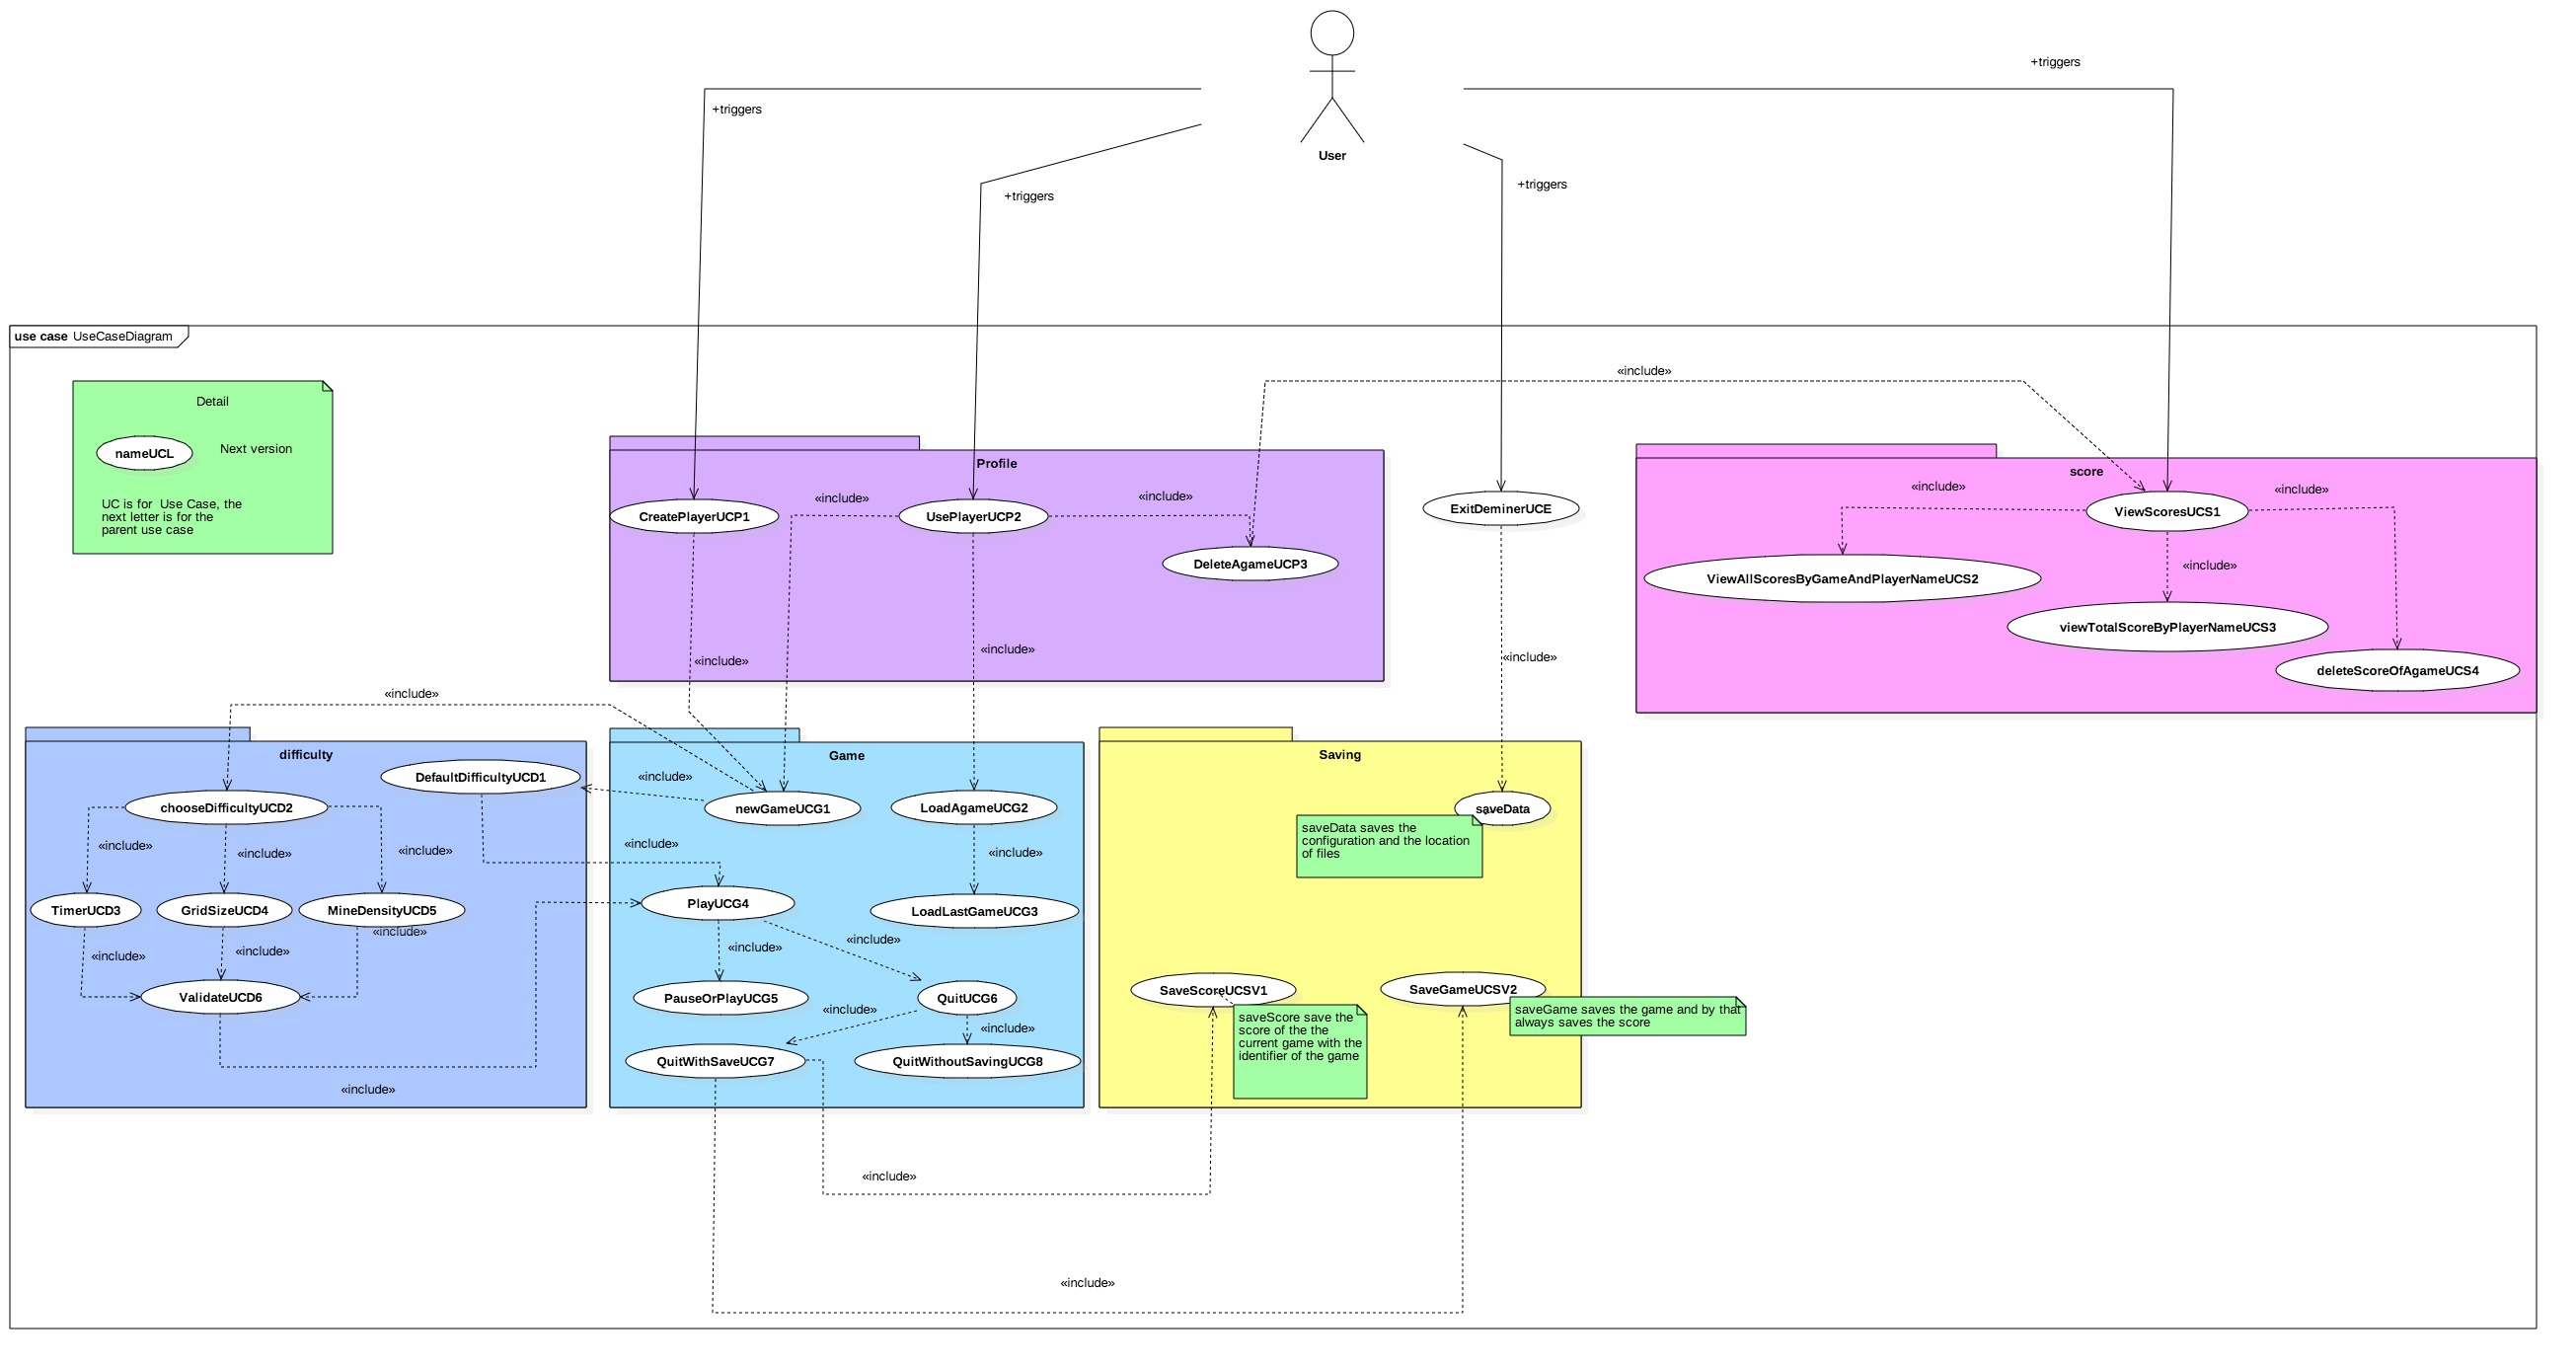 +triggers
+triggers
User
+triggers
+triggers
use case UseCaseDiagram
«include»
Detail
nameUCL
Next version
UC is for  Use Case, the
next letter is for the
parent use case
Profile
CreatePlayerUCP1
«include»
UsePlayerUCP2
«include»
DeleteAgameUCP3
«include»
«include»
ExitDeminerUCE
«include»
score
«include»
ViewScoresUCS1
«include»
ViewAllScoresByGameAndPlayerNameUCS2
«include»
viewTotalScoreByPlayerNameUCS3
deleteScoreOfAgameUCS4
«include»
difficulty
DefaultDifficultyUCD1
chooseDifficultyUCD2
«include»
«include»
«include»
TimerUCD3
GridSizeUCD4
MineDensityUCD5
«include»
«include»
«include»
ValidateUCD6
«include»
Game
«include»
newGameUCG1
LoadAgameUCG2
«include»
«include»
PlayUCG4
LoadLastGameUCG3
«include»
«include»
PauseOrPlayUCG5
QuitUCG6
«include»
«include»
QuitWithSaveUCG7
QuitWithoutSavingUCG8
Saving
saveData
saveData saves the
configuration and the location
of files
SaveScoreUCSV1
SaveGameUCSV2
saveScore save the
score of the the
current game with the
identifier of the game
saveGame saves the game and by that
always saves the score
«include»
«include»